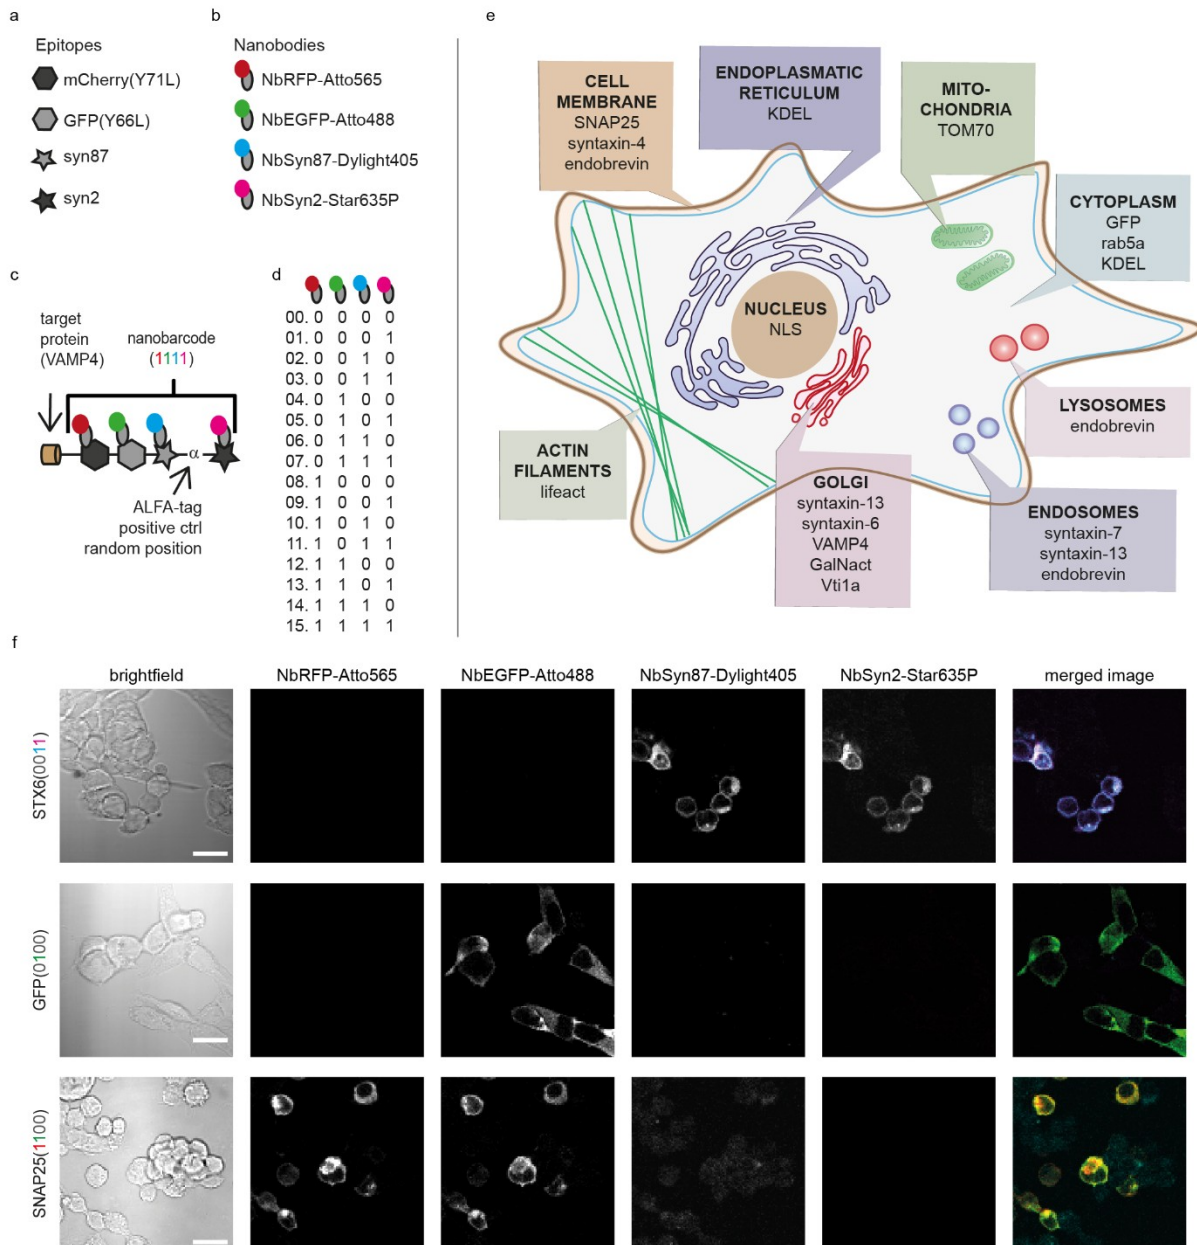 a
Epitopes
mCherry(Y71L)
GFP(Y66L)
syn87
syn2
b
Nanobodies
NbRFP-Atto565
NbEGFP-Atto488
NbSyn87-Dylight405
NbSyn2-Star635P
c
target
protein
(VAMP4)
nanobarcode
(1111)
α
ALFA-tag
positive ctrl
random position
d
00. 0 0 0 0
01. 0 0 0 1
02. 0 0 1 0
03. 0 0 1 1
04. 0 1 0 0
05. 0 1 0 1
06. 0 1 1 0
07. 0 1 1 1
08. 1 0 0 0
09. 1 0 0 1
10. 1 0 1 0
11. 1 0 1 1
12. 1 1 0 0
13. 1 1 0 1
14. 1 1 1 0
15. 1 1 1 1
e
CELL
MEMBRANE
SNAP25
syntaxin-4
endobrevin
ENDOPLASMATIC
RETICULUM
KDEL
MITO-
CHONDRIA
TOM70
CYTOPLASM
GFP
rab5a
KDEL
NUCLEUS
NLS
LYSOSOMES
endobrevin
ACTIN
FILAMENTS
lifeact
GOLGI
syntaxin-13
syntaxin-6
VAMP4
GalNact
Vti1a
ENDOSOMES
syntaxin-7
syntaxin-13
endobrevin
f
brightfield
NbRFP-Atto565
NbEGFP-Atto488
NbSyn87-Dylight405
NbSyn2-Star635P
merged image
STX6(0011)
GFP(0100)
SNAP25(1100)